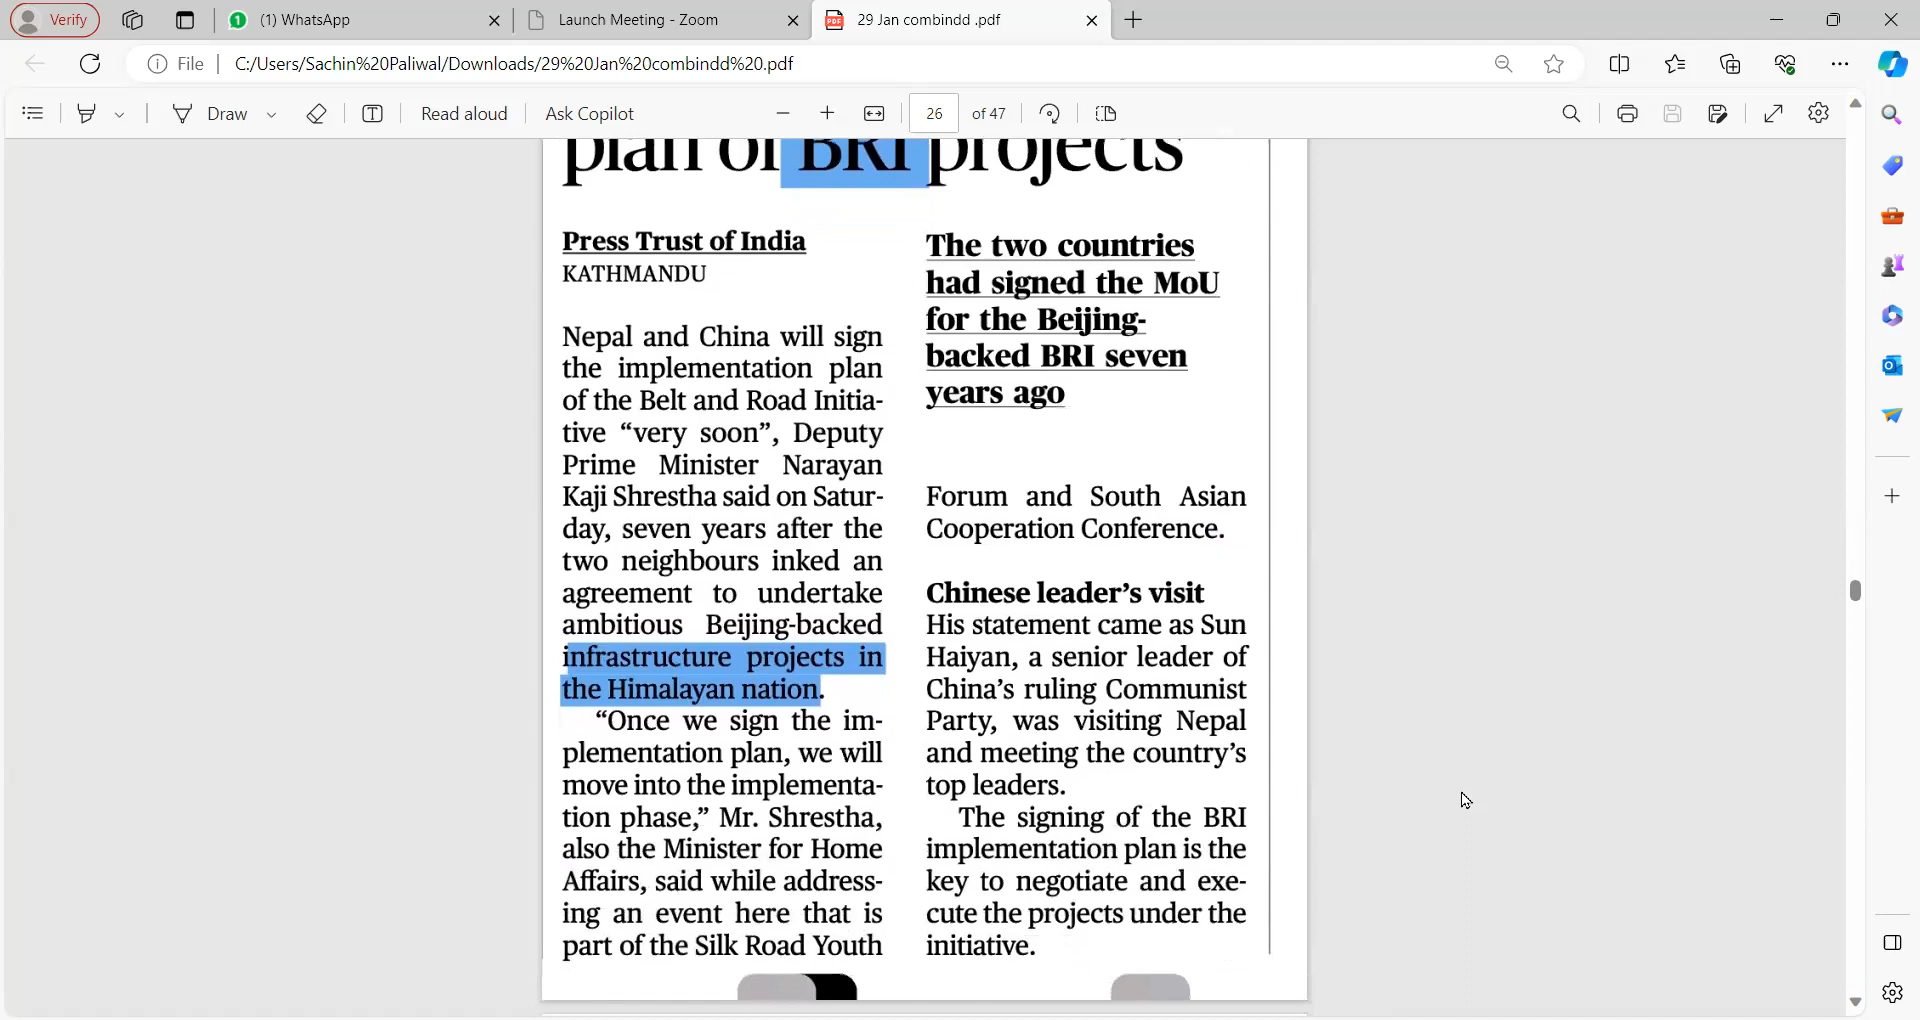 Verify
(1) WhatsApp
Launch Meeting - Zoom
29 Jan combindd .pdf
File
C:/Users/Sachin%20Paliwal/Downloads/29%20Jan%20combindd%20.pdf
Draw
Read aloud
Ask Copilot
26
of 47
plan of BRI projects
Press Trust of India
KATHMANDU
Nepal and China will sign
the implementation plan
of the Belt and Road Initia-
tive “very soon”, Deputy
Prime Minister Narayan
Kaji Shrestha said on Satur-
day, seven years after the
two neighbours inked an
agreement to undertake
ambitious Beijing-backed
infrastructure projects in
the Himalayan nation.
“Once we sign the im-
plementation plan, we will
move into the implementa-
tion phase,” Mr. Shrestha,
also the Minister for Home
Affairs, said while address-
ing an event here that is
part of the Silk Road Youth
The two countries
had signed the MoU
for the Beijing-
backed BRI seven
years ago
Forum and South Asian
Cooperation Conference.
Chinese leader’s visit
His statement came as Sun
Haiyan, a senior leader of
China’s ruling Communist
Party, was visiting Nepal
and meeting the country’s
top leaders.
The signing of the BRI
implementation plan is the
key to negotiate and exe-
cute the projects under the
initiative.